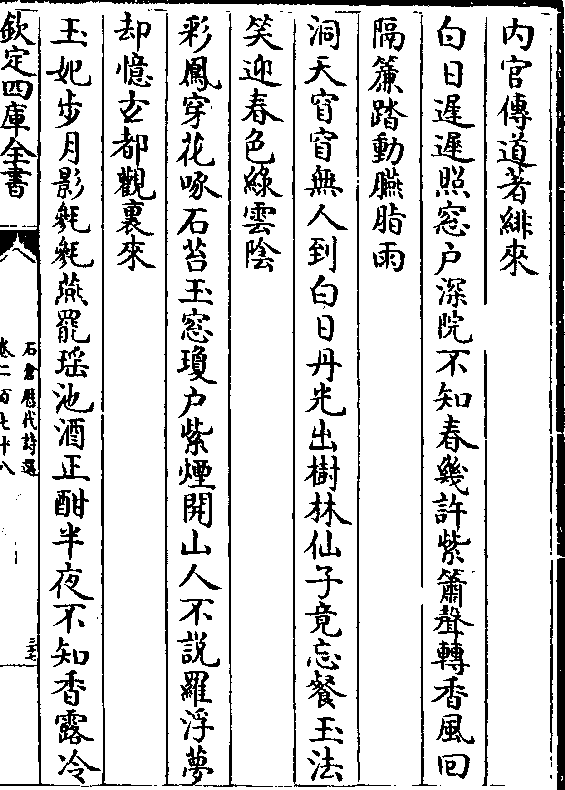 内官傳道著緋來
白日遲遲照窓户深院不知春幾許紫簫聲轉香風回
隔簾踏動臙脂雨
洞天窅窅無人到白日丹光出樹林仙子竟忘餐玉法
笑迎春色綠雲陰
彩鳳穿花啄石苔玉窓瓊户紫煙開山人不説羅浮夢
却憶玄都觀裏來
玉妃步月影毿毿燕罷瑶池酒正酣半夜不知香露冷
欽定四庫全書
石倉歴代詩選
卷二百七十八
三十七